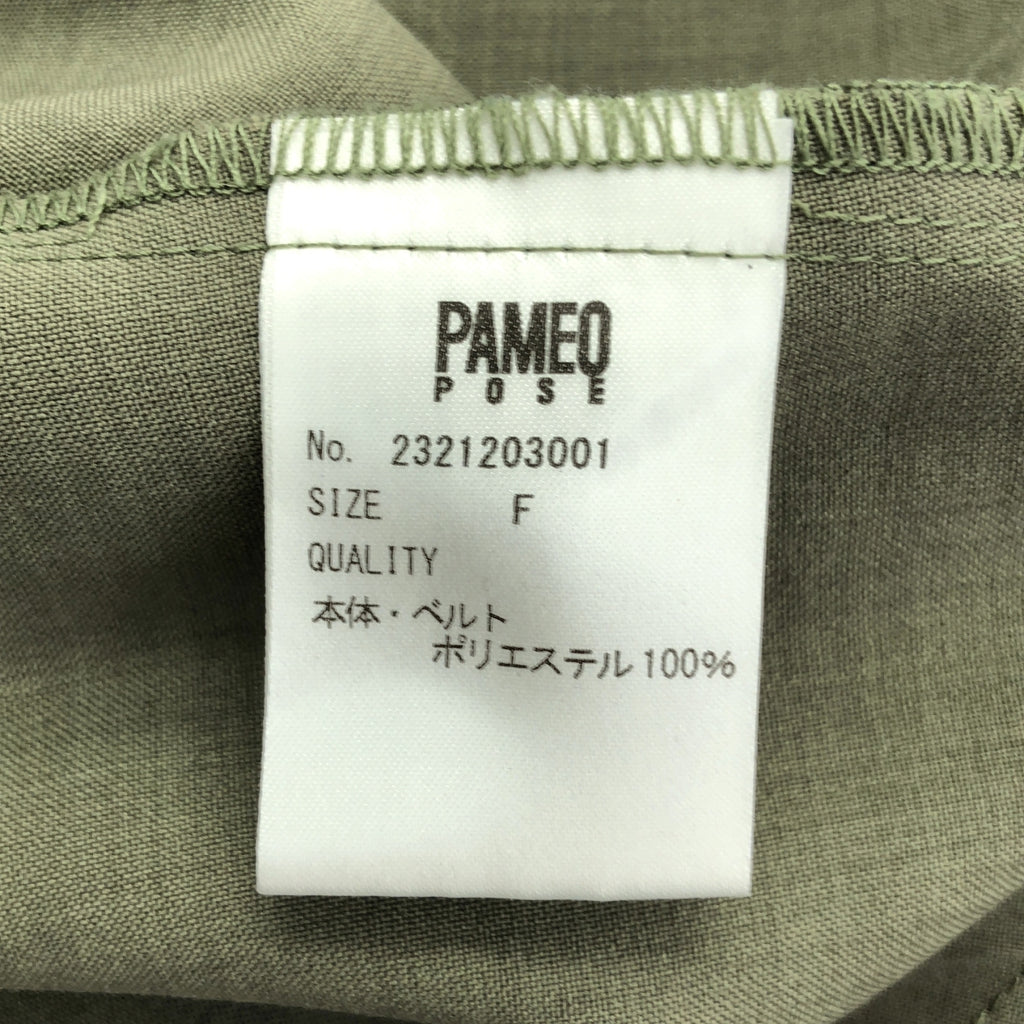 PAMEO
POSE
No. 2321203001
SIZE F
QUALITY
本体・ベルト
ポリエステル100%